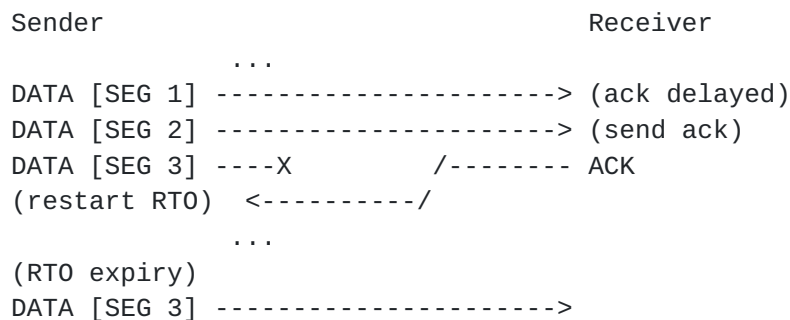 Sender                               Receiver
              ...
DATA [SEG 1] ----------------------> (ack delayed)
DATA [SEG 2] ----------------------> (send ack)
DATA [SEG 3] ----X         /-------- ACK
(restart RTO)  <----------/
              ...
(RTO expiry)
DATA [SEG 3] ---------------------->